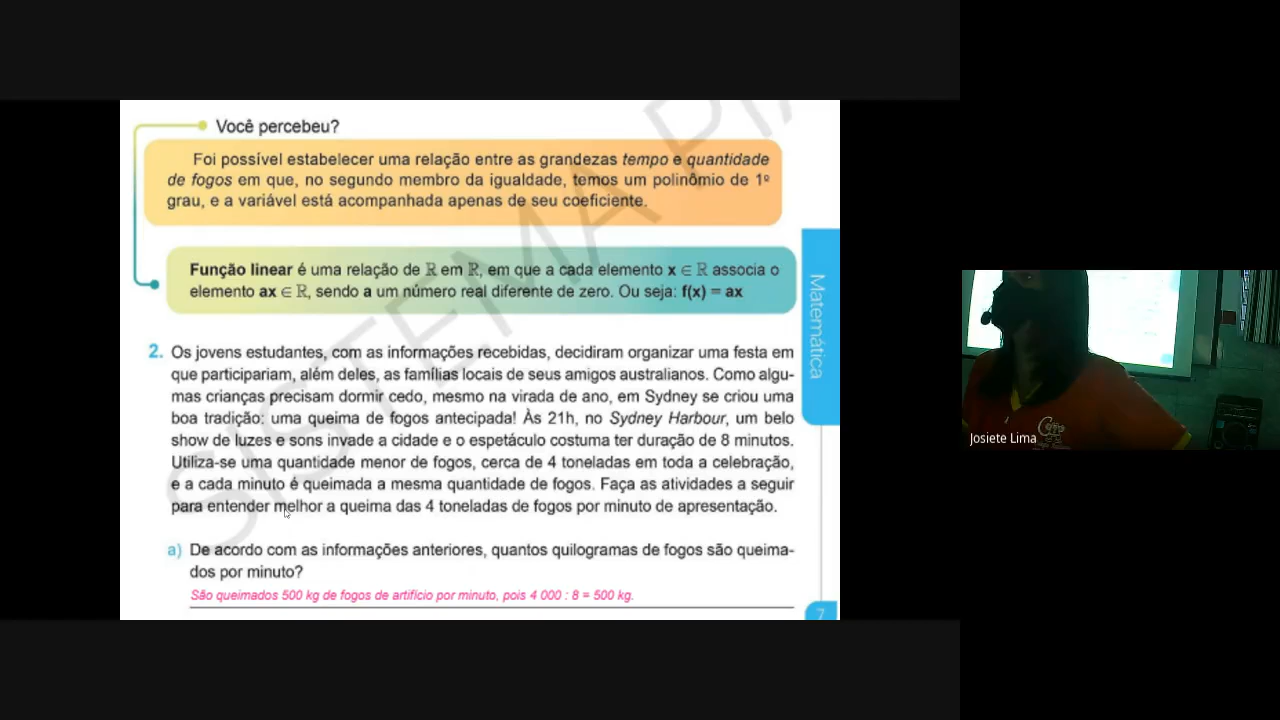 Você percebeu?
Foi possível estabelecer uma relação entre as grandezas tempo e quantidade
de fogos em que, no segundo membro da igualdade, temos um polinômio de 1º
grau, e a variável está acompanhada apenas de seu coeficiente.
Função linear é uma relação de ℝ em ℝ, em que a cada elemento x ∈ ℝ associa o
elemento ax ∈ ℝ, sendo a um número real diferente de zero. Ou seja: f(x) = ax
2. Os jovens estudantes, com as informações recebidas, decidiram organizar uma festa em
que participariam, além deles, as famílias locais de seus amigos australianos. Como algu-
mas crianças precisam dormir cedo, mesmo na virada de ano, em Sydney se criou uma
boa tradição: uma queima de fogos antecipada! Às 21h, no Sydney Harbour, um belo
show de luzes e sons invade a cidade e o espetáculo costuma ter duração de 8 minutos.
Utiliza-se uma quantidade menor de fogos, cerca de 4 toneladas em toda a celebração,
e a cada minuto é queimada a mesma quantidade de fogos. Faça as atividades a seguir
para entender melhor a queima das 4 toneladas de fogos por minuto de apresentação.
a) De acordo com as informações anteriores, quantos quilogramas de fogos são queima-
dos por minuto?
São queimados 500 kg de fogos de artifício por minuto, pois 4 000 : 8 = 500 kg.
Matemática
7
SISTEMA
Josiete Lima